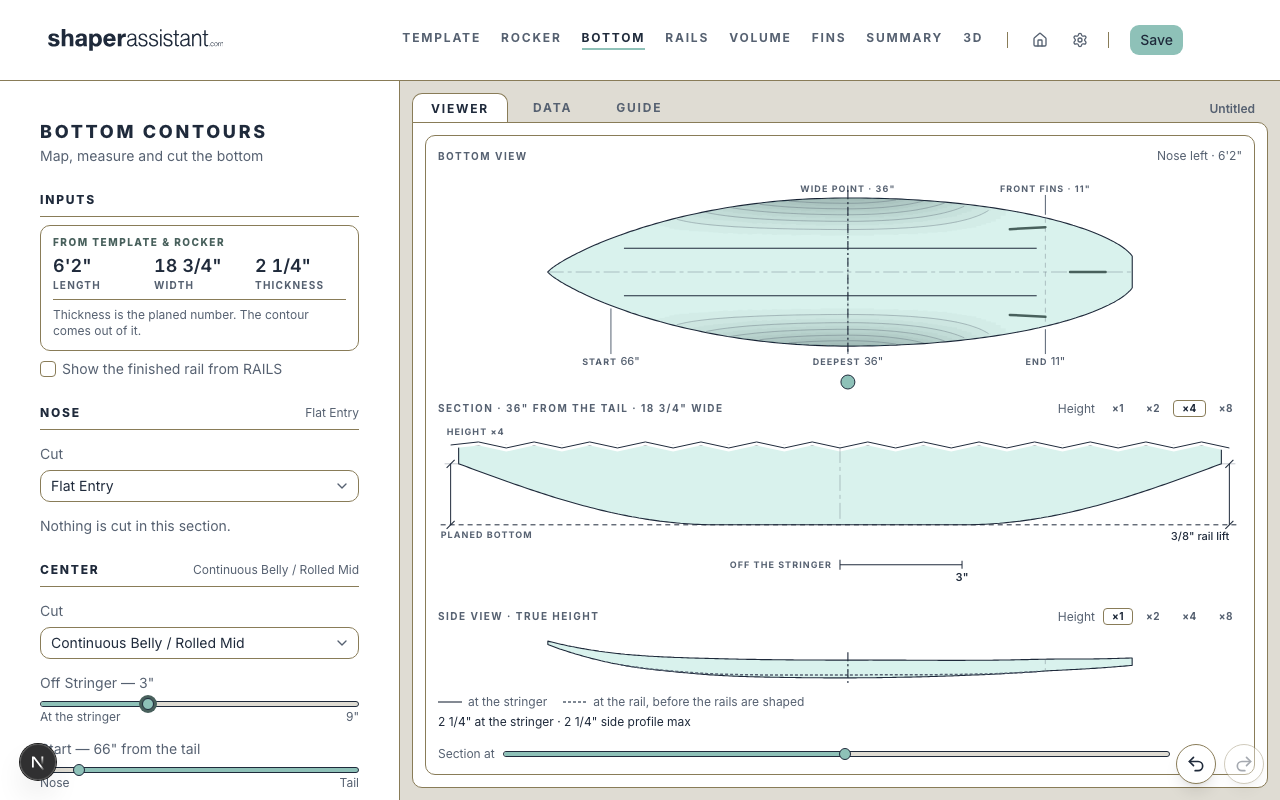 shaperassistant.com
TEMPLATE ROCKER BOTTOM RAILS VOLUME FINS SUMMARY 3D
Save
BOTTOM CONTOURS
Map, measure and cut the bottom
INPUTS
FROM TEMPLATE & ROCKER
6'2" 18 3/4" 2 1/4"
LENGTH WIDTH THICKNESS
Thickness is the planed number. The contour
comes out of it.
Show the finished rail from RAILS
NOSE Flat Entry
Cut
Flat Entry
Nothing is cut in this section.
CENTER Continuous Belly / Rolled Mid
Cut
Continuous Belly / Rolled Mid
Off Stringer — 3"
At the stringer 9"
Start — 66" from the tail
Nose Tail
N
VIEWER DATA GUIDE Untitled
BOTTOM VIEW Nose left · 6'2"
WIDE POINT · 36" FRONT FINS · 11"
START 66" DEEPEST 36" END 11"
SECTION · 36" FROM THE TAIL · 18 3/4" WIDE Height ×1 ×2 ×4 ×8
HEIGHT ×4
PLANED BOTTOM 3/8" rail lift
OFF THE STRINGER 3"
SIDE VIEW · TRUE HEIGHT Height ×1 ×2 ×4 ×8
at the stringer at the rail, before the rails are shaped
2 1/4" at the stringer · 2 1/4" side profile max
Section at